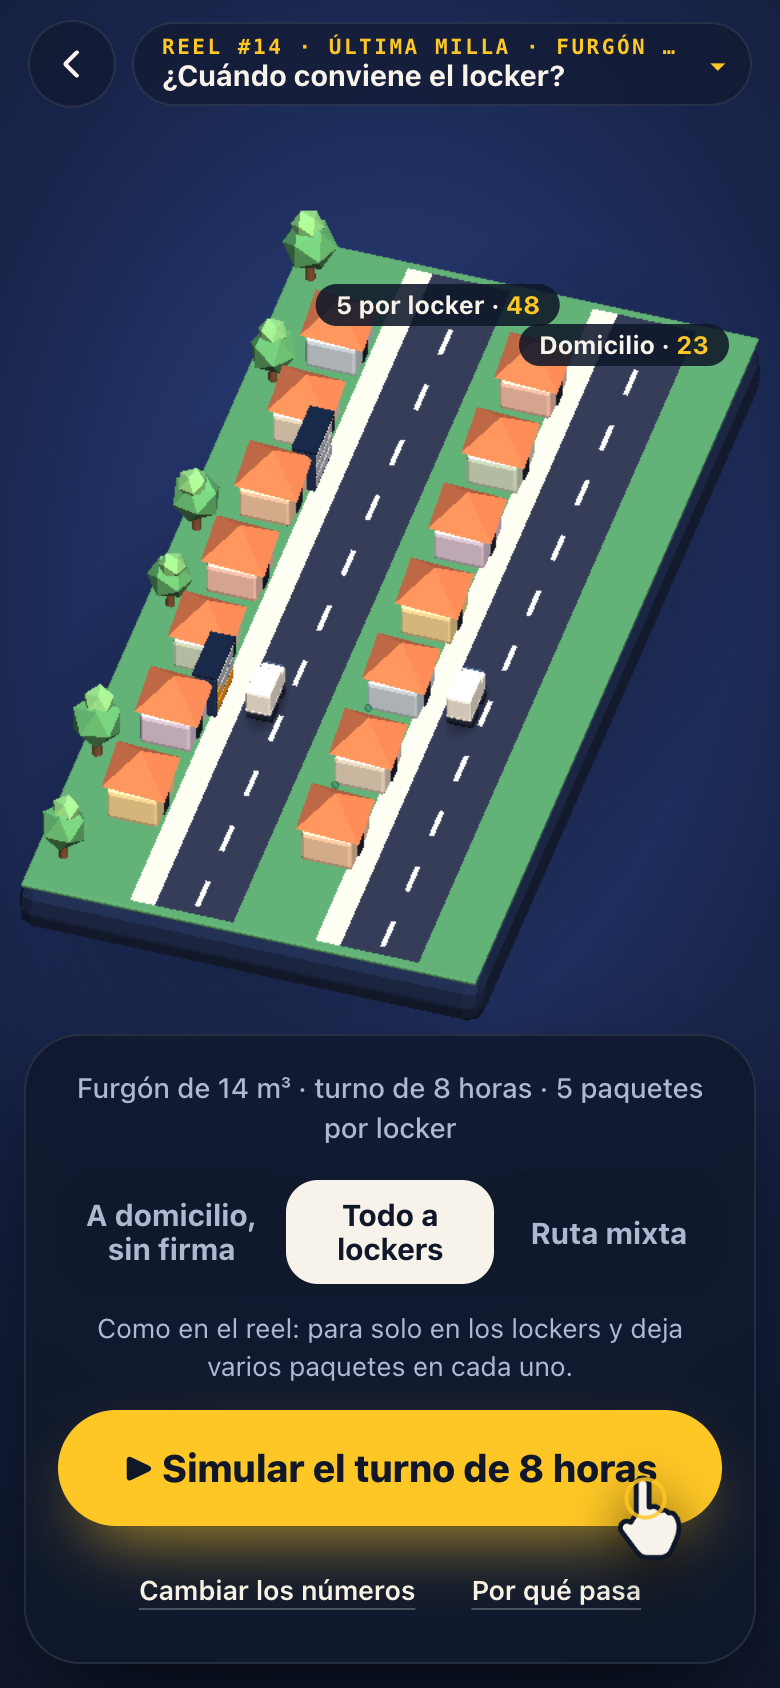 REEL #14 · ÚLTIMA MILLA · FURGÓN …
¿Cuándo conviene el locker?
5 por locker · 48
Domicilio · 23
Furgón de 14 m³ · turno de 8 horas · 5 paquetes
por locker
A domicilio,
sin firma
Todo a
lockers
Ruta mixta
Como en el reel: para solo en los lockers y deja
varios paquetes en cada uno.
Simular el turno de 8 horas
Cambiar los números
Por qué pasa